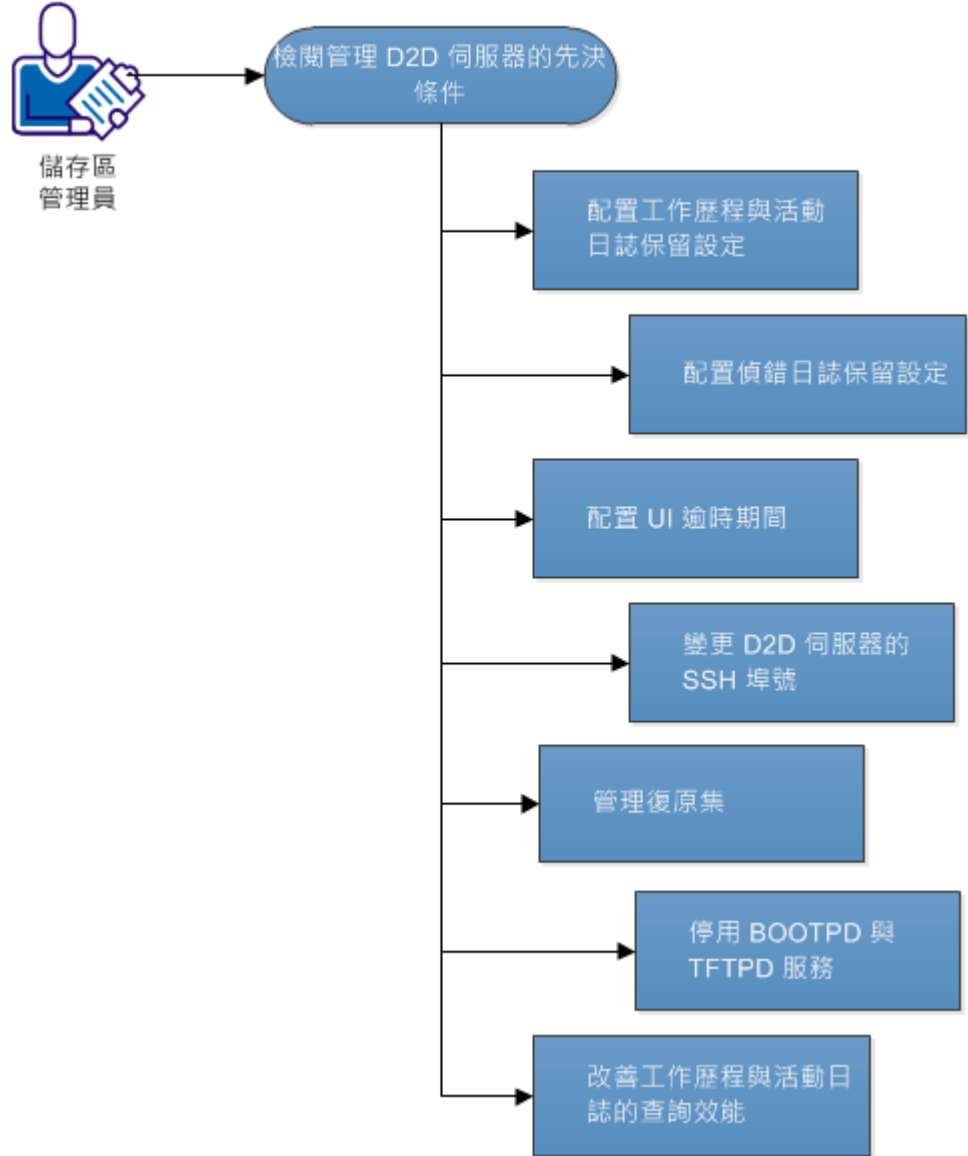 檢閱管理 D2D 伺服器的先決
條件
儲存區
管理員
配置工作歷程與活動
日誌保留設定
配置偵錯日誌保留設定
配置 UI 逾時期間
變更 D2D 伺服器的
SSH 埠號
管理復原集
停用 BOOTPD 與
TFTPD 服務
改善工作歷程與活動日
誌的查詢效能